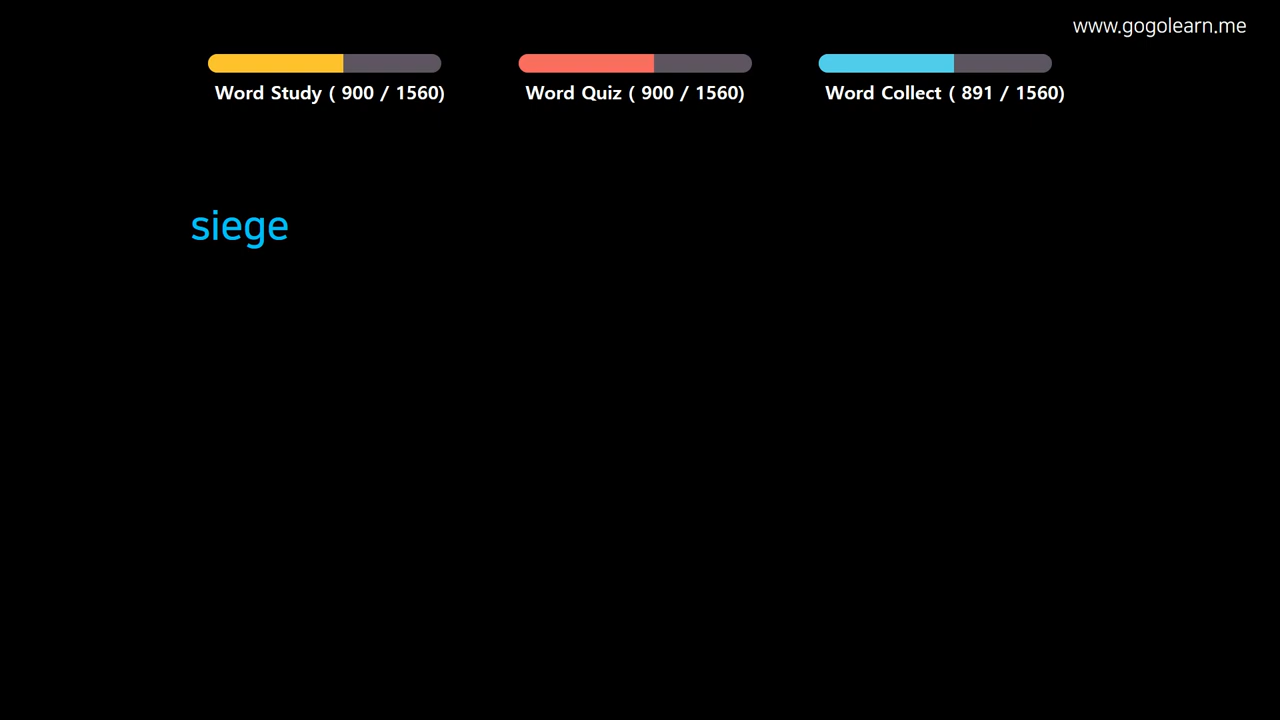 www.gogolearn.me
Word Study ( 900 / 1560)
Word Quiz ( 900 / 1560)
Word Collect ( 891 / 1560)
siege